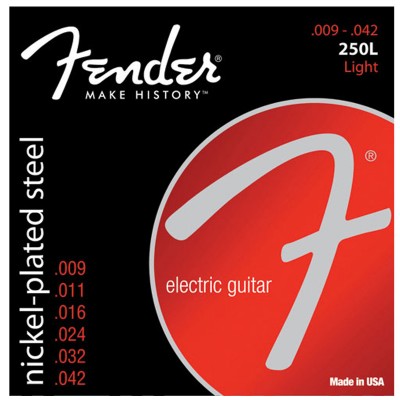 Fender®
MAKE HISTORY™
.009 - .042
250L
Light
nickel-plated steel
.009
.011
.016
.024
.032
.042
electric guitar
F®
Made in USA